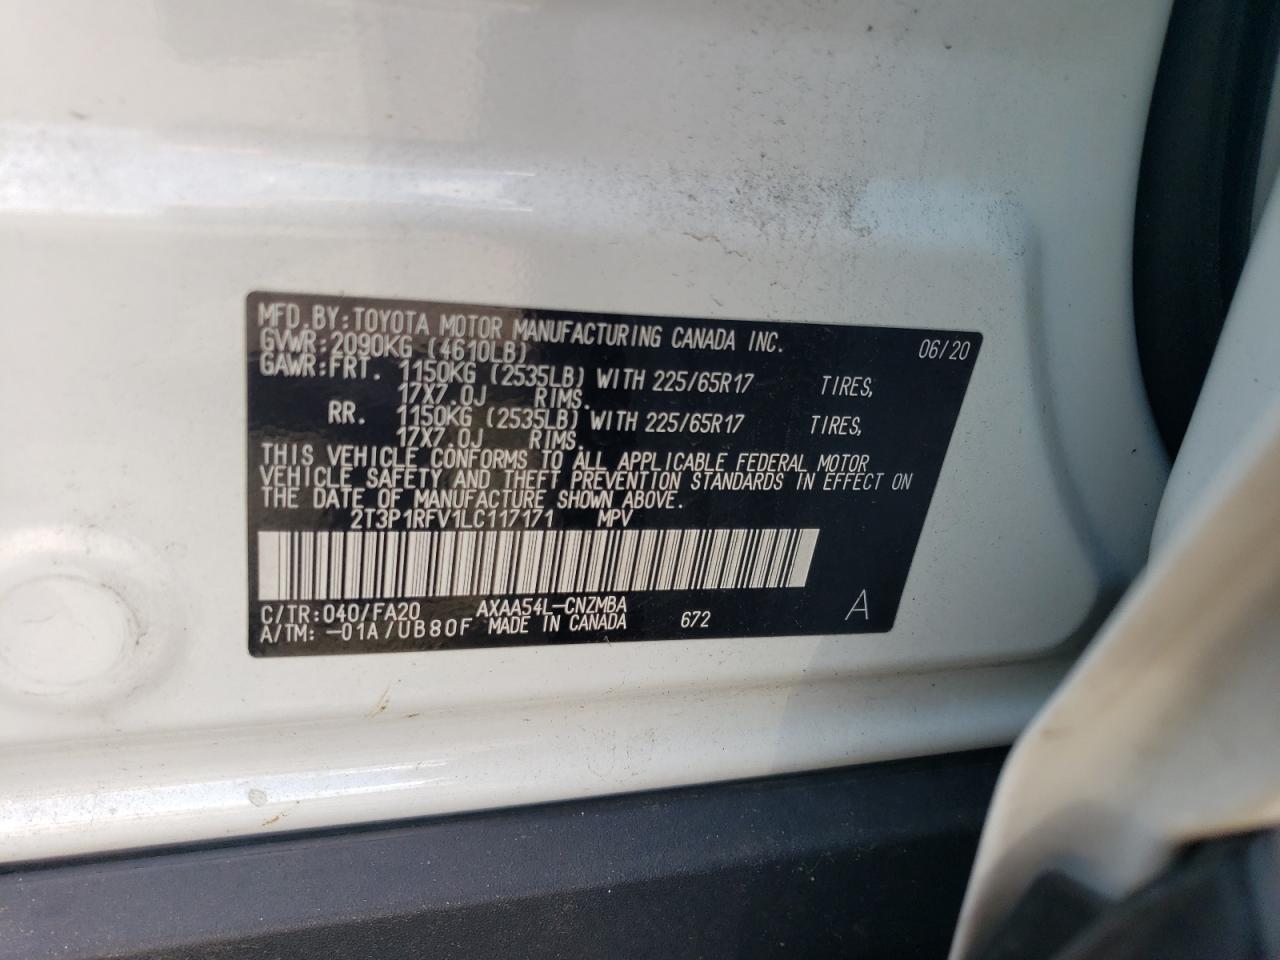 MFD.BY:TOYOTA MOTOR MANUFACTURING CANADA INC. 06/20
GVWR:2090KG (4610LB)
GAWR:FRT. 1150KG (2535LB) WITH 225/65R17 TIRES,
17X7.0J RIMS.
RR. 1150KG (2535LB) WITH 225/65R17 TIRES,
17X7.0J RIMS.
THIS VEHICLE CONFORMS TO ALL APPLICABLE FEDERAL MOTOR
VEHICLE SAFETY AND THEFT PREVENTION STANDARDS IN EFFECT ON
THE DATE OF MANUFACTURE SHOWN ABOVE.
2T3P1RFV1LC117171 MPV
C/TR:040/FA20 AXAA54L-CNZMBA
A/TM: -01A/UB80F MADE IN CANADA 672 A